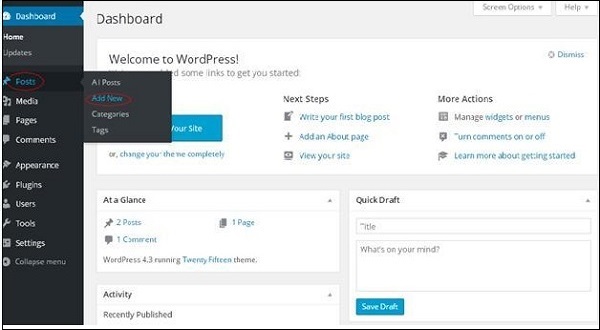 Dashboard
Home
Updates
Posts
Media
Pages
Comments
Appearance
Plugins
Users
Tools
Settings
Collapse menu
All Posts
Add New
Categaries
Tags
Dashboard
Screen Options
Help
Welcome to WordPress!
some links to get you started:
Dismiss
Your Site
or, change your theme completely
Next Steps
Write your first blog post
Add an About page
View your site
More Actions
Manage widgets or menus
Turn comments on or off
Learn more about getting started
At a Glance
2 Posts
1 Page
1 Comment
WordPress 4.3 running Twenty Fifteen theme.
Activity
Recently Published
Quick Draft
Title
What's on your mind?
Save Draft